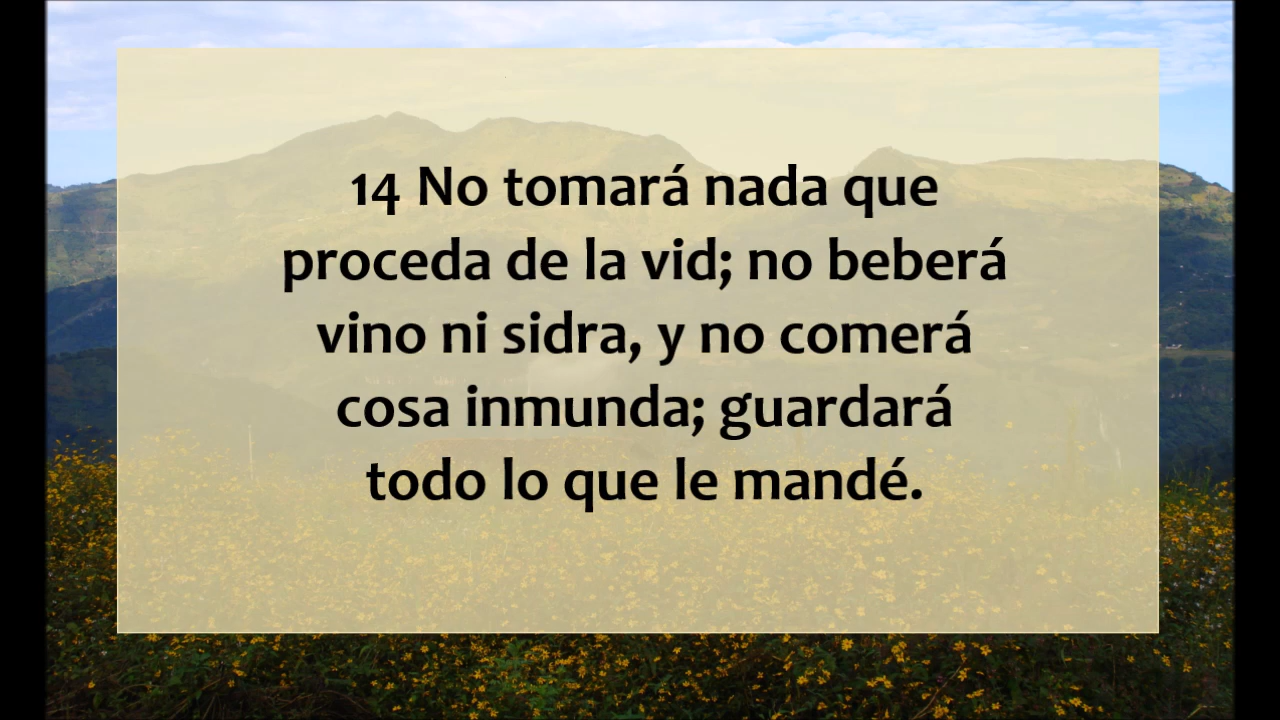 14 No tomará nada que
proceda de la vid; no beberá
vino ni sidra, y no comerá
cosa inmunda; guardará
todo lo que le mandé.